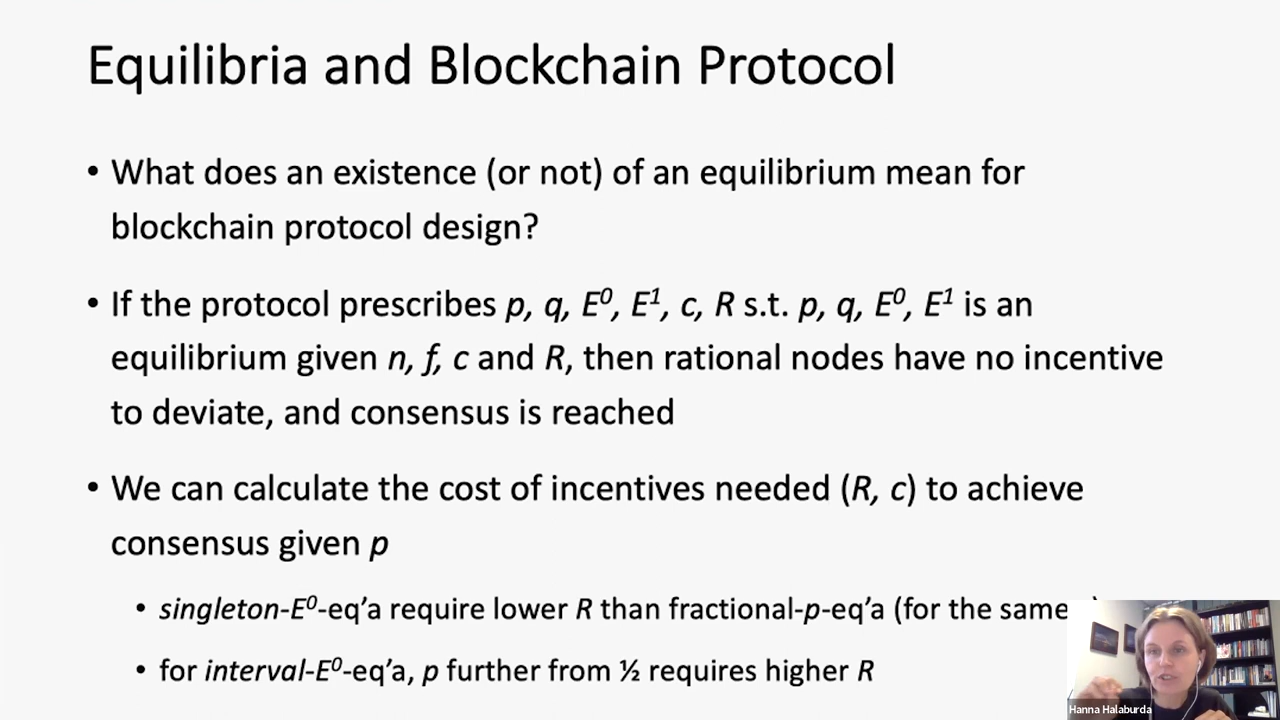 Equilibria and Blockchain Protocol
• What does an existence (or not) of an equilibrium mean for
blockchain protocol design?
• If the protocol prescribes p, q, E⁰, E¹, c, R s.t. p, q, E⁰, E¹ is an
equilibrium given n, f, c and R, then rational nodes have no incentive
to deviate, and consensus is reached
• We can calculate the cost of incentives needed (R, c) to achieve
consensus given p
• singleton-E⁰-eq’a require lower R than fractional-p-eq’a (for the same
• for interval-E⁰-eq’a, p further from ½ requires higher R
Hanna Halaburda